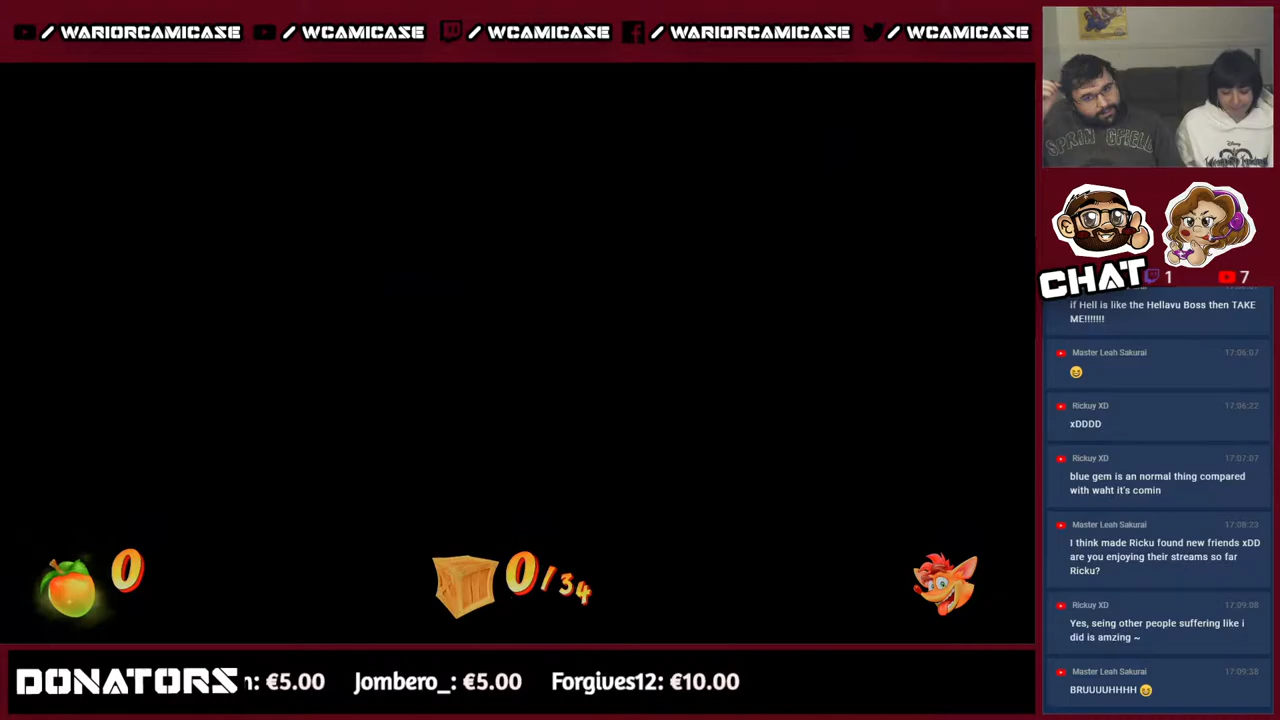 / WARIORCAMICASE / WCAMICASE / WCAMICASE / WARIORCAMICASE / WCAMICASE
SPRIN GFIELD
Disney
CHAT 1 7
if Hell is like the Hellavu Boss then TAKE
ME!!!!!!!
Master Leah Sakurai 17:06:07
Rickuy XD 17:06:22
xDDDD
Rickuy XD 17:07:07
blue gem is an normal thing compared
with waht it's comin
Master Leah Sakurai 17:08:23
I think made Ricku found new friends xDD
are you enjoying their streams so far
Ricku?
Rickuy XD 17:09:08
Yes, seing other people suffering like i
did is amzing ~
Master Leah Sakurai 17:09:38
BRUUUUHHHH
0 0/34
DONATORS n: €5.00 Jombero_: €5.00 Forgives12: €10.00